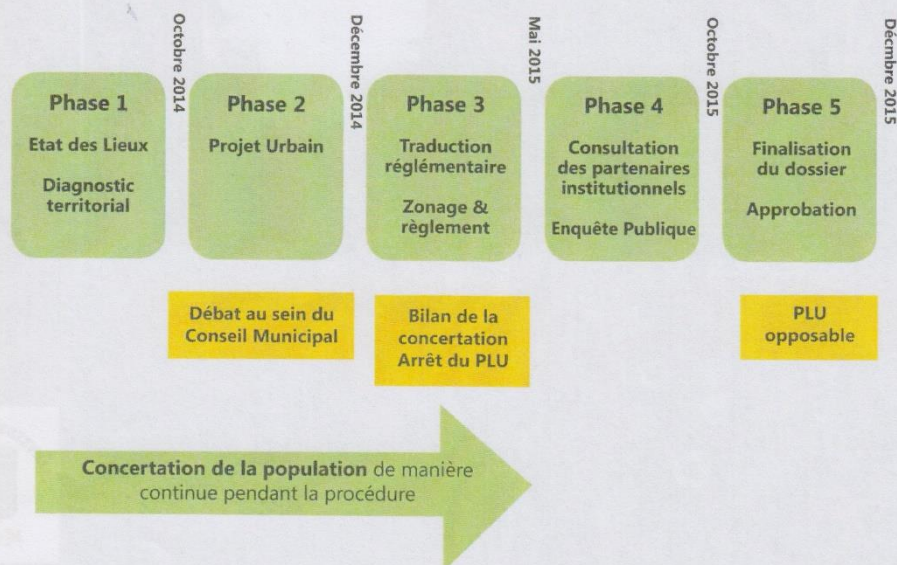 Octobre 2014
Décembre 2014
Mai 2015
Octobre 2015
Décmbre 2015
Phase 1
Etat des Lieux
Diagnostic
territorial
Phase 2
Projet Urbain
Phase 3
Traduction
réglémentaire
Zonage &
règlement
Phase 4
Consultation
des partenaires
institutionnels
Enquête Publique
Phase 5
Finalisation
du dossier
Approbation
Débat au sein du
Conseil Municipal
Bilan de la
concertation
Arrêt du PLU
PLU
opposable
Concertation de la population de manière
continue pendant la procédure